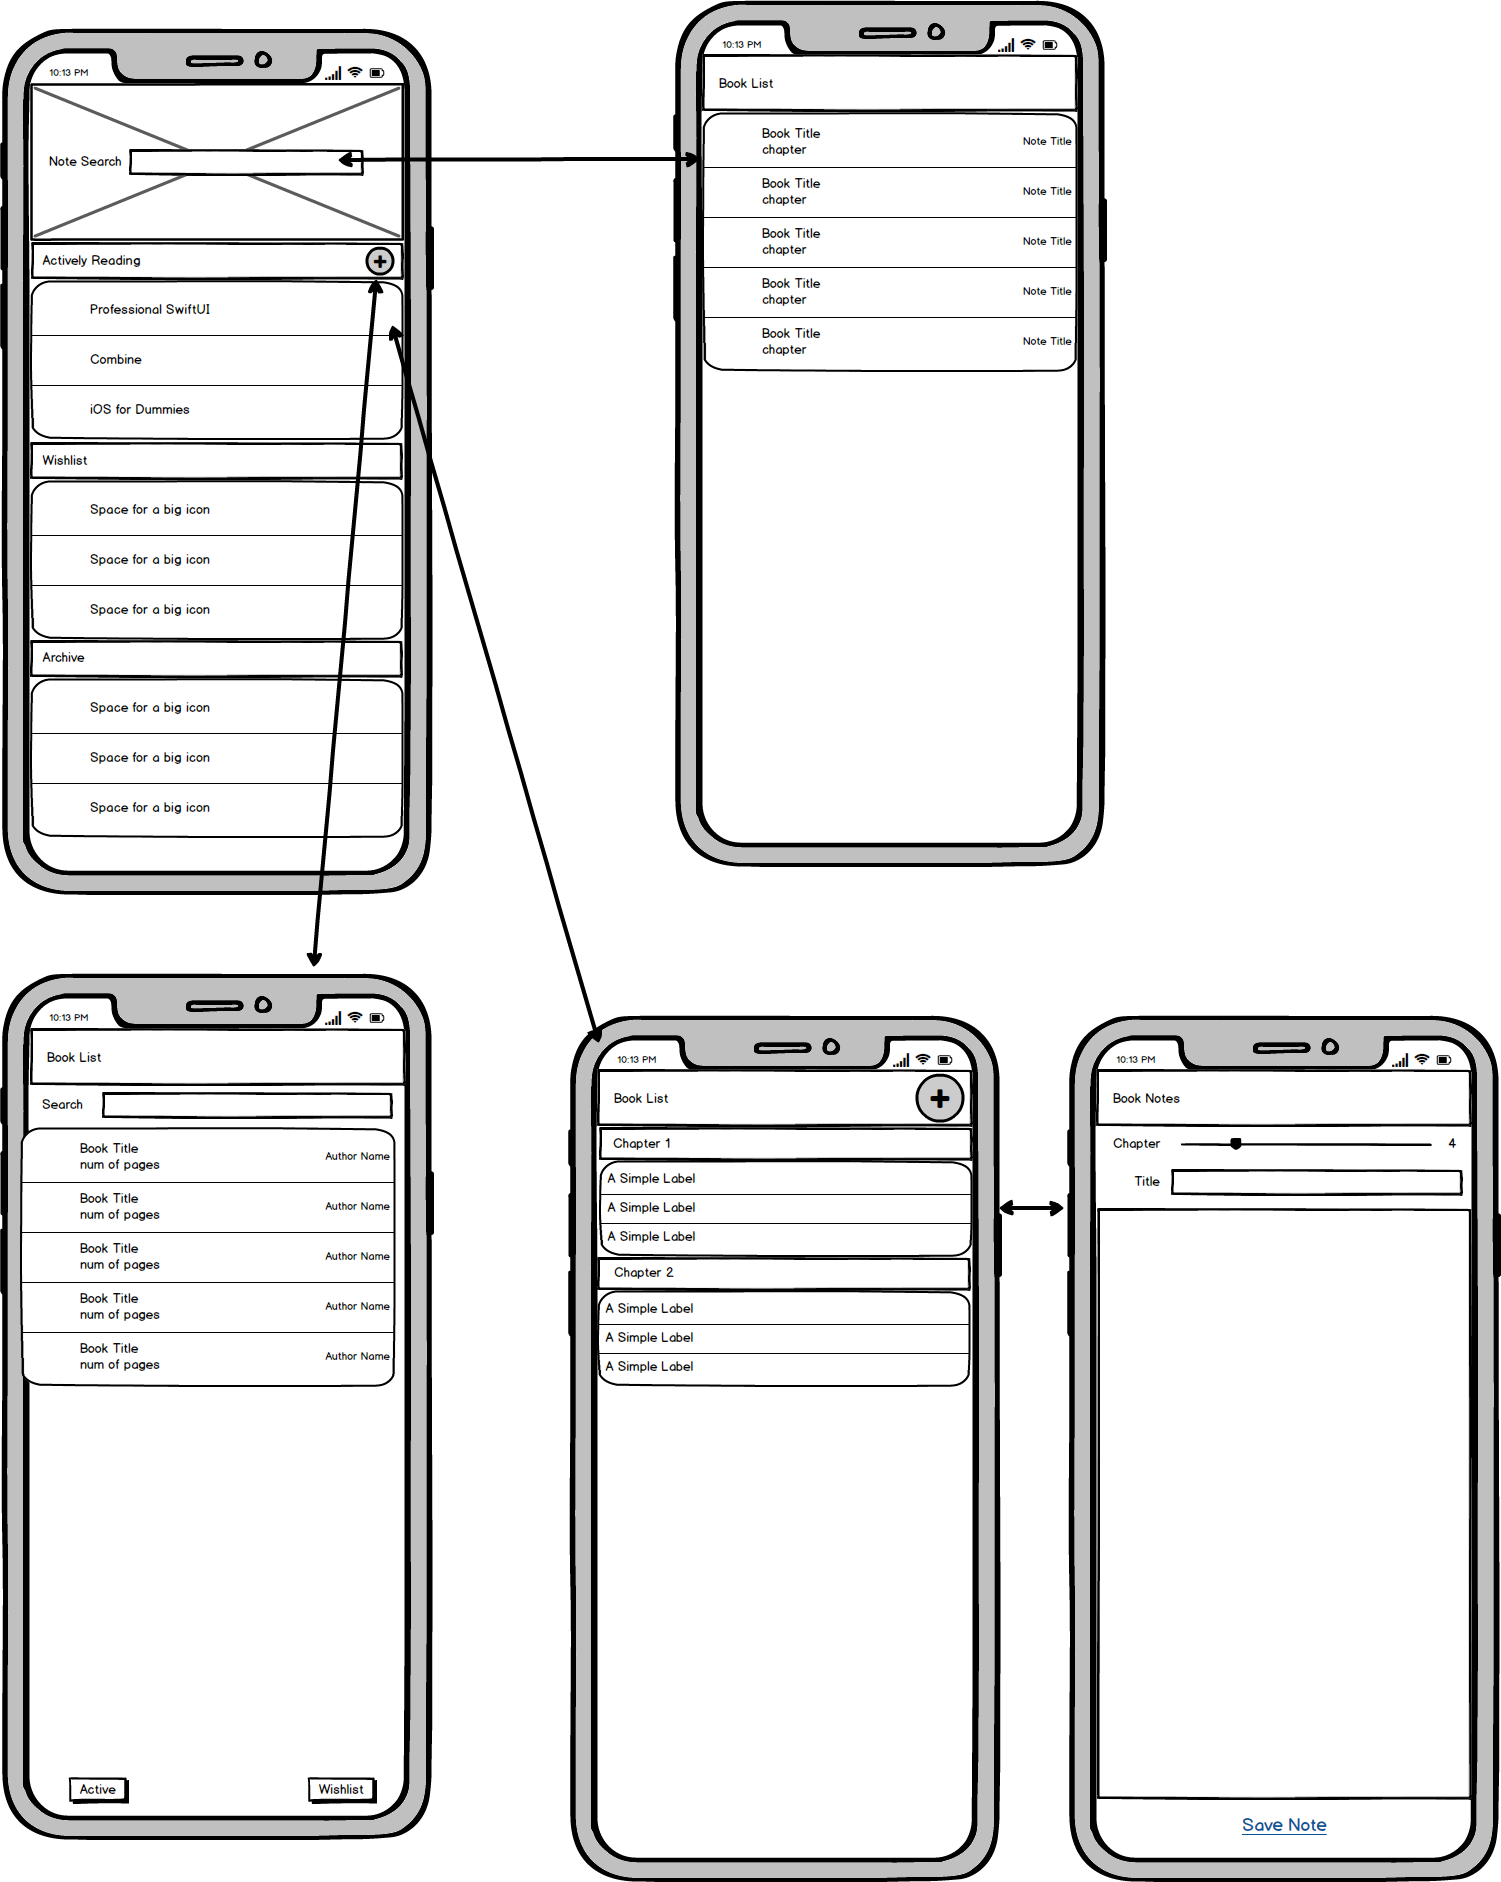 10:13 PM
Note Search
Actively Reading
Professional SwiftUI
Combine
iOS for Dummies
Wishlist
Space for a big icon
Space for a big icon
Space for a big icon
Archive
Space for a big icon
Space for a big icon
Space for a big icon
10:13 PM
Book List
Book Title
chapter
Note Title
Book Title
chapter
Note Title
Book Title
chapter
Note Title
Book Title
chapter
Note Title
Book Title
chapter
Note Title
10:13 PM
Book List
Search
Book Title
num of pages
Author Name
Book Title
num of pages
Author Name
Book Title
num of pages
Author Name
Book Title
num of pages
Author Name
Book Title
num of pages
Author Name
Active
Wishlist
10:13 PM
Book List
Chapter 1
A Simple Label
A Simple Label
A Simple Label
Chapter 2
A Simple Label
A Simple Label
A Simple Label
10:13 PM
Book Notes
Chapter 4
Title
Save Note